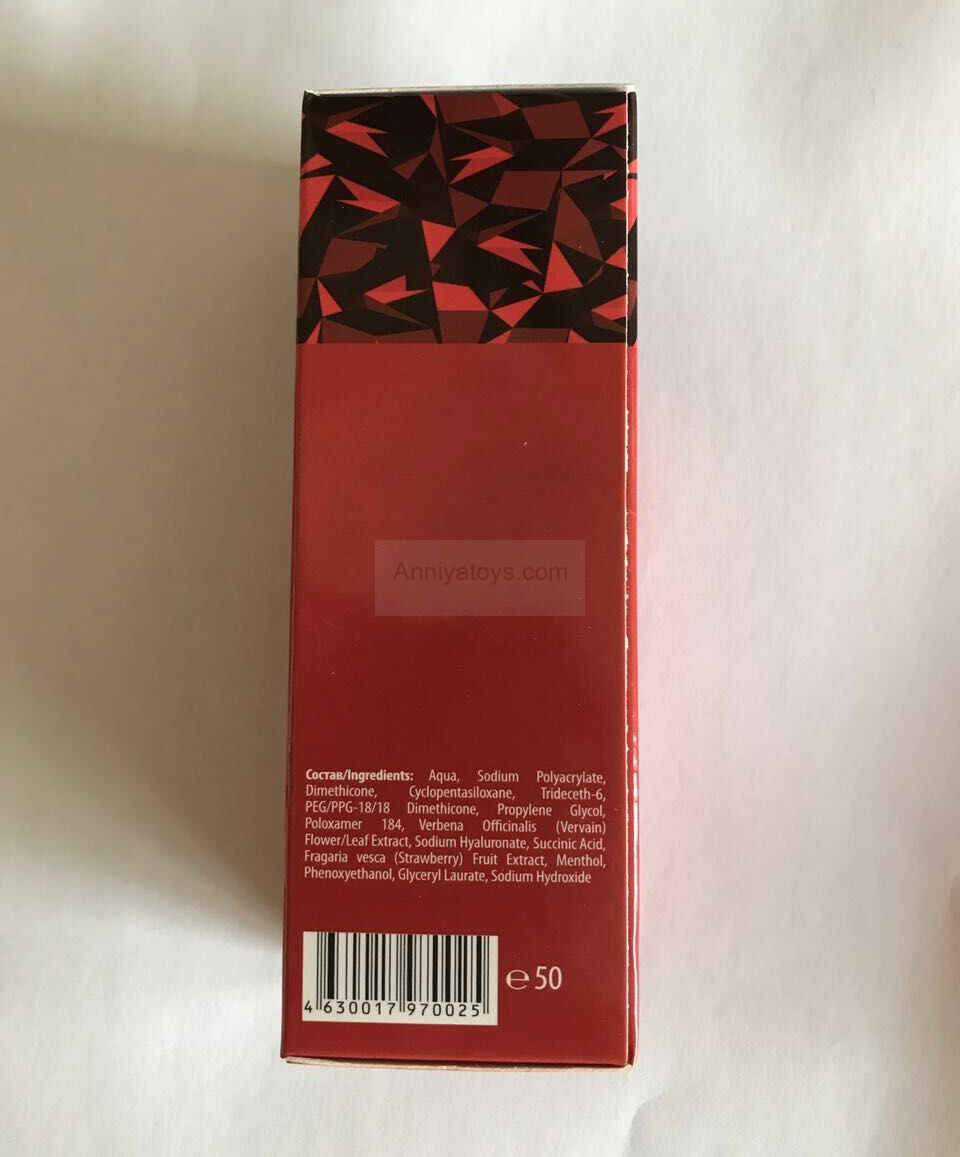 Anniyatoys.com
Состав/Ingredients: Aqua, Sodium Polyacrylate,
Dimethicone, Cyclopentasiloxane, Trideceth-6,
PEG/PPG-18/18 Dimethicone, Propylene Glycol,
Poloxamer 184, Verbena Officinalis (Vervain)
Flower/Leaf Extract, Sodium Hyaluronate, Succinic Acid,
Fragaria vesca (Strawberry) Fruit Extract, Menthol,
Phenoxyethanol, Glyceryl Laurate, Sodium Hydroxide
℮ 50
4 630017 970025